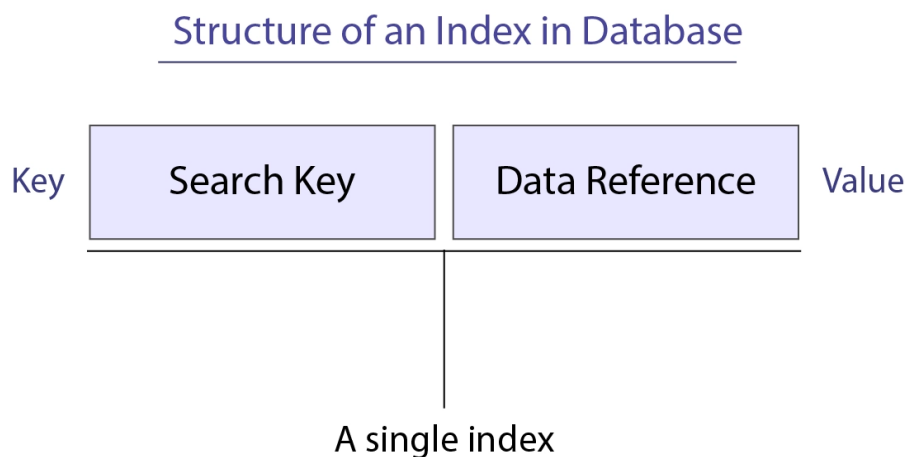 Structure of an Index in Database
Key Search Key Data Reference Value
A single index